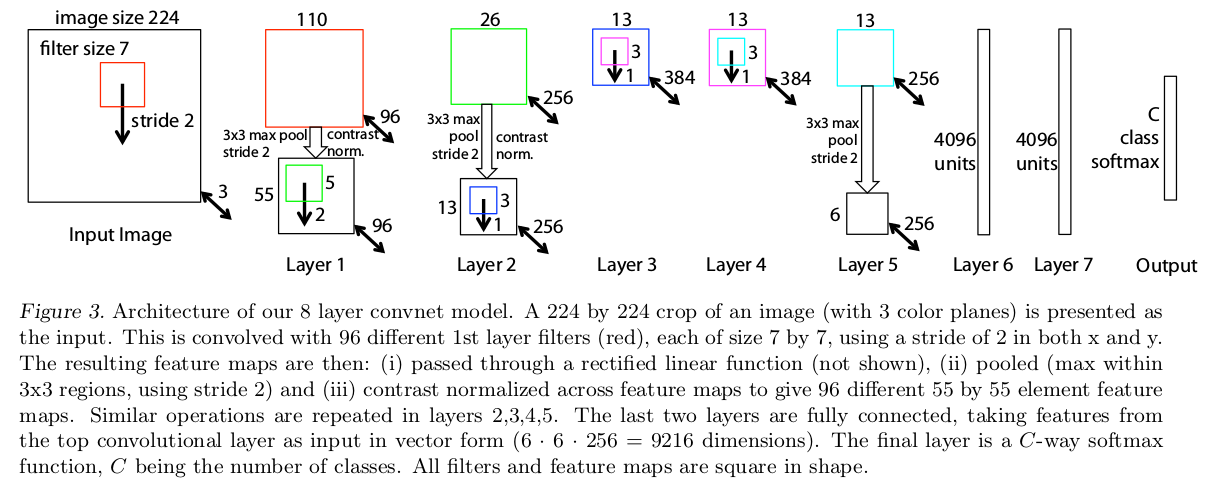 image size 224
filter size 7
stride 2
3
Input Image
110
96
3x3 max pool
stride 2
contrast
norm.
55
5
2
96
Layer 1
26
256
3x3 max
pool
stride 2
contrast
norm.
13
3
1
256
Layer 2
13
3
1
384
Layer 3
13
3
1
384
Layer 4
13
256
3x3 max
pool
stride 2
6
256
Layer 5
4096
units
Layer 6
4096
units
Layer 7
C
class
softmax
Output
Figure 3. Architecture of our 8 layer convnet model. A 224 by 224 crop of an image (with 3 color planes) is presented as
the input. This is convolved with 96 different 1st layer filters (red), each of size 7 by 7, using a stride of 2 in both x and y.
The resulting feature maps are then: (i) passed through a rectified linear function (not shown), (ii) pooled (max within
3x3 regions, using stride 2) and (iii) contrast normalized across feature maps to give 96 different 55 by 55 element feature
maps. Similar operations are repeated in layers 2,3,4,5. The last two layers are fully connected, taking features from
the top convolutional layer as input in vector form (6 · 6 · 256 = 9216 dimensions). The final layer is a C-way softmax
function, C being the number of classes. All filters and feature maps are square in shape.